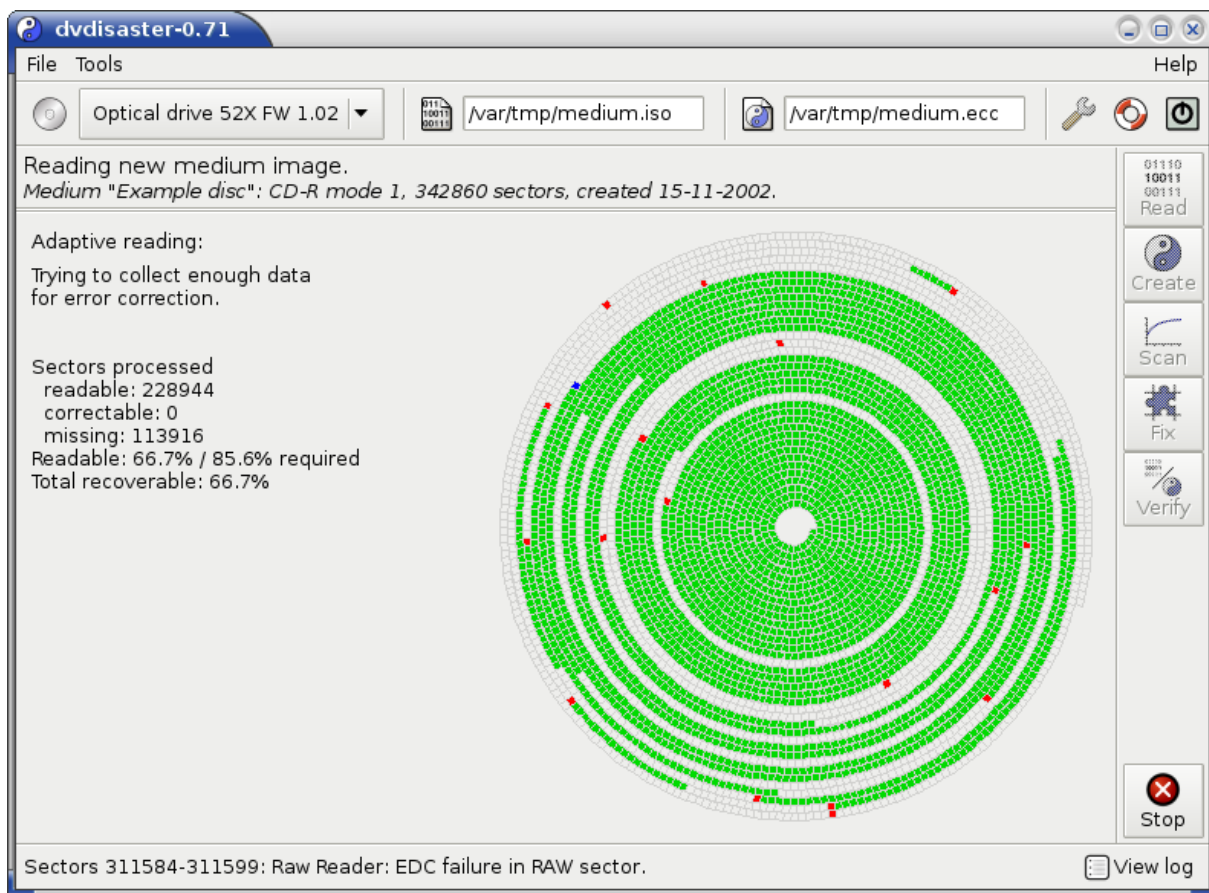 dvdisaster-0.71
File Tools Help
Optical drive 52X FW 1.02 /var/tmp/medium.iso /var/tmp/medium.ecc
Reading new medium image.
Medium "Example disc": CD-R mode 1, 342860 sectors, created 15-11-2002.
01110
10011
00111
Read
Adaptive reading:
Trying to collect enough data
for error correction.
Create
Scan
Sectors processed
readable: 228944
correctable: 0
missing: 113916
Readable: 66.7% / 85.6% required
Total recoverable: 66.7%
Fix
Verify
Stop
Sectors 311584-311599: Raw Reader: EDC failure in RAW sector. View log